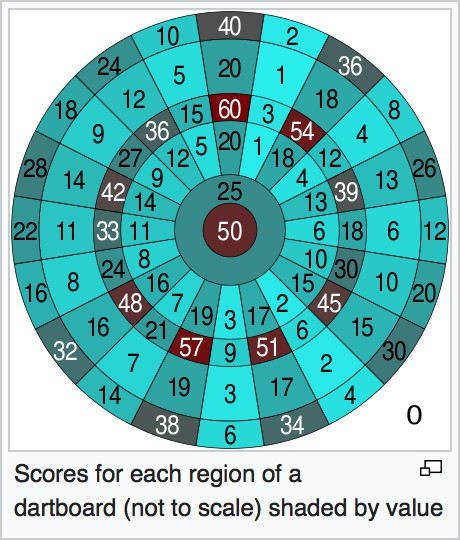 10 40 2
24 5 20 1 36
18 12 15 60 3 18 8
9 36 5 20 1 54 4
28 27 12 18 12 26
14 42 9 25 4 39 13
14 13
22 11 33 11 50 6 18 6 12
24 8 10 30
8 16 15 10
16 48 7 2 45 20
19 3 17
16 21 6 15
32 57 9 51 30
7 2
14 19 3 17 4
0
38 6 34
Scores for each region of a
dartboard (not to scale) shaded by value